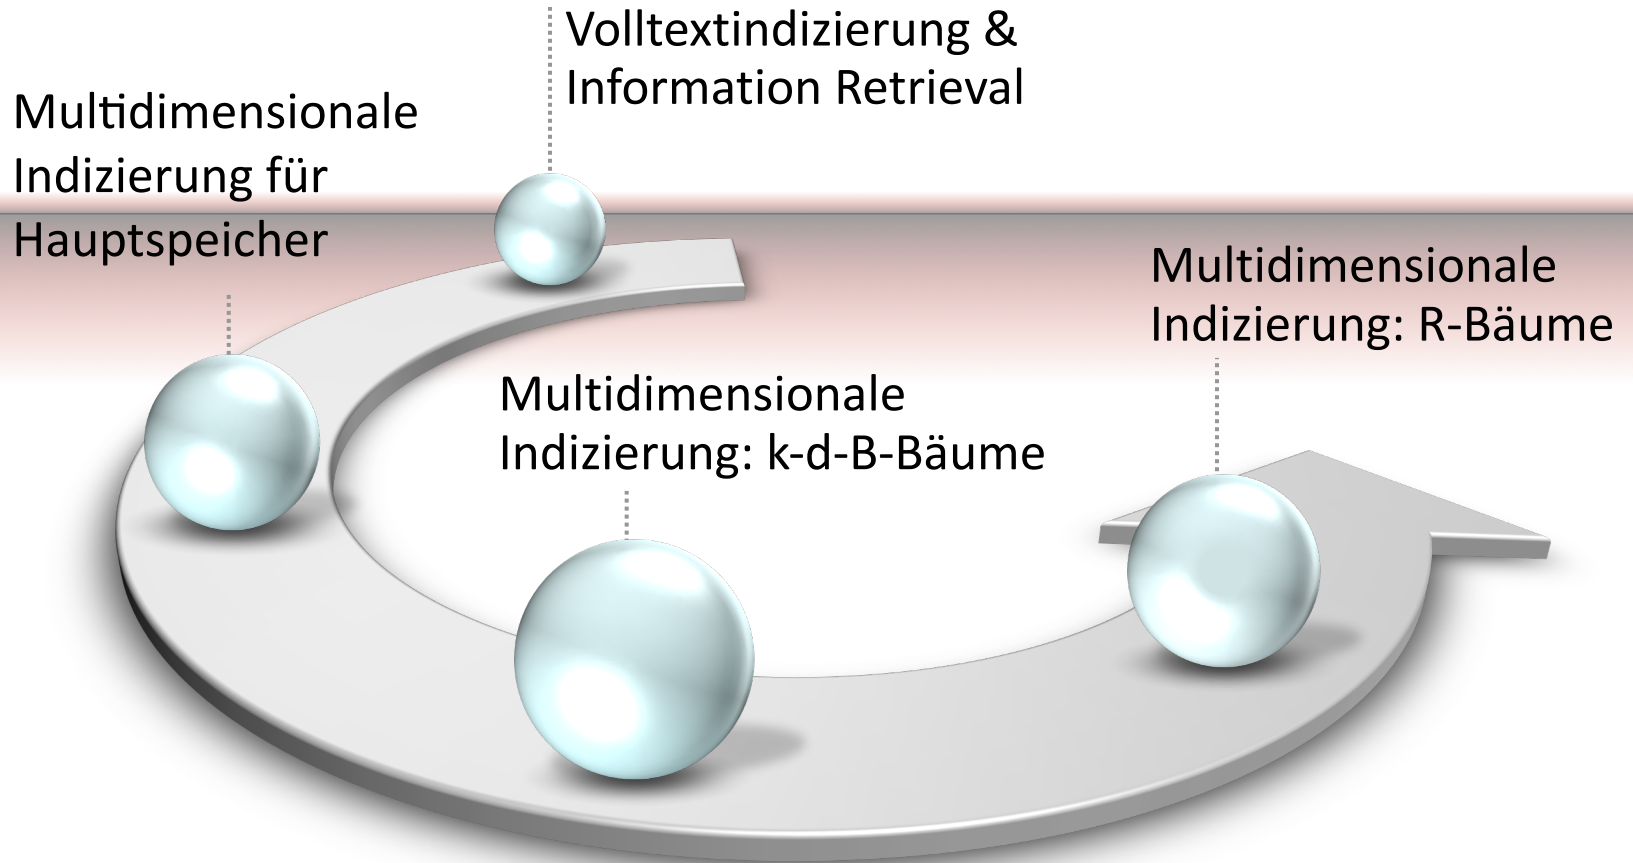 Volltextindizierung &
Information Retrieval
Multidimensionale
Indizierung für
Hauptspeicher
Multidimensionale
Indizierung: k-d-B-Bäume
Multidimensionale
Indizierung: R-Bäume